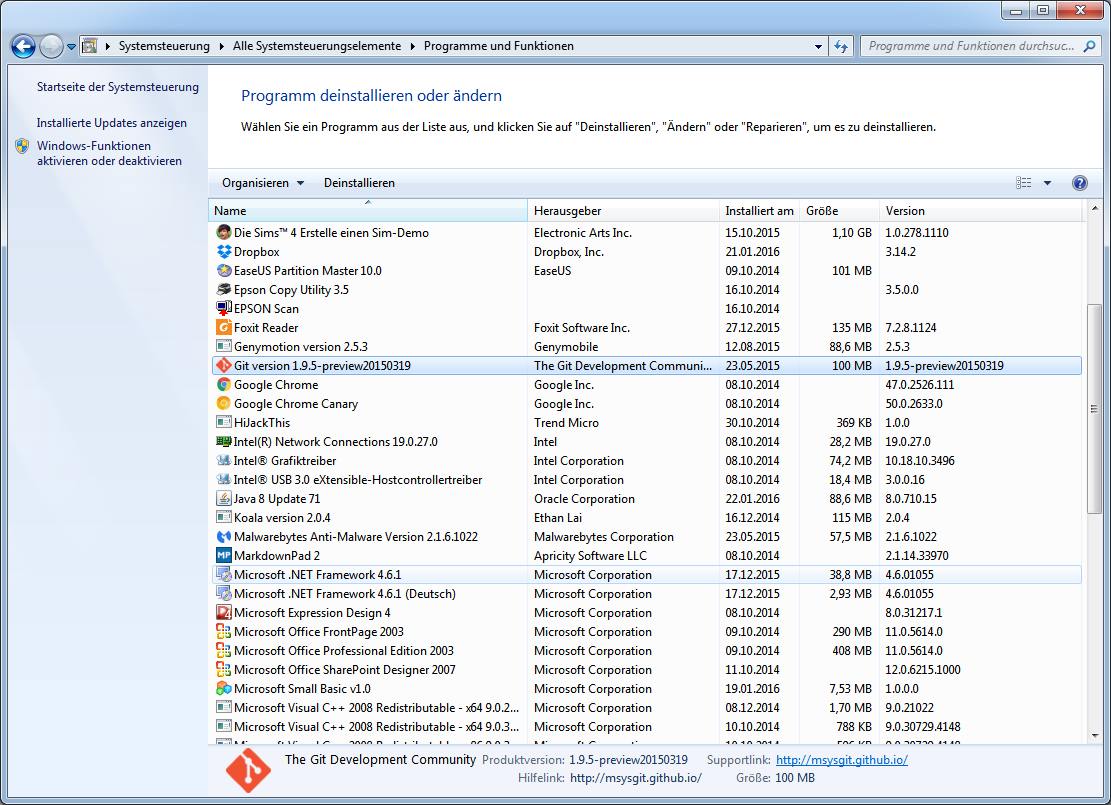 Systemsteuerung Alle Systemsteuerungselemente Programme und Funktionen
Programme und Funktionen durchsuc...
Startseite der Systemsteuerung
Installierte Updates anzeigen
Windows-Funktionen
aktivieren oder deaktivieren
Programm deinstallieren oder ändern
Wählen Sie ein Programm aus der Liste aus, und klicken Sie auf "Deinstallieren", "Ändern" oder "Reparieren", um es zu deinstallieren.
Organisieren Deinstallieren
Name Herausgeber Installiert am Größe Version
Die Sims™ 4 Erstelle einen Sim-Demo Electronic Arts Inc. 15.10.2015 1,10 GB 1.0.278.1110
Dropbox Dropbox, Inc. 21.01.2016 3.14.2
EaseUS Partition Master 10.0 EaseUS 09.10.2014 101 MB
Epson Copy Utility 3.5 16.10.2014 3.5.0.0
EPSON Scan 16.10.2014
Foxit Reader Foxit Software Inc. 27.12.2015 135 MB 7.2.8.1124
Genymotion version 2.5.3 Genymobile 12.08.2015 88,6 MB 2.5.3
Git version 1.9.5-preview20150319 The Git Development Communi... 23.05.2015 100 MB 1.9.5-preview20150319
Google Chrome Google Inc. 08.10.2014 47.0.2526.111
Google Chrome Canary Google Inc. 08.10.2014 50.0.2633.0
HiJackThis Trend Micro 30.10.2014 369 KB 1.0.0
Intel(R) Network Connections 19.0.27.0 Intel 08.10.2014 28,2 MB 19.0.27.0
Intel® Grafiktreiber Intel Corporation 08.10.2014 74,2 MB 10.18.10.3496
Intel® USB 3.0 eXtensible-Hostcontrollertreiber Intel Corporation 08.10.2014 18,4 MB 3.0.0.16
Java 8 Update 71 Oracle Corporation 22.01.2016 88,6 MB 8.0.710.15
Koala version 2.0.4 Ethan Lai 16.12.2014 115 MB 2.0.4
Malwarebytes Anti-Malware Version 2.1.6.1022 Malwarebytes Corporation 23.05.2015 57,5 MB 2.1.6.1022
MP MarkdownPad 2 Apricity Software LLC 08.10.2014 2.1.14.33970
Microsoft .NET Framework 4.6.1 Microsoft Corporation 17.12.2015 38,8 MB 4.6.01055
Microsoft .NET Framework 4.6.1 (Deutsch) Microsoft Corporation 17.12.2015 2,93 MB 4.6.01055
Microsoft Expression Design 4 Microsoft Corporation 08.10.2014 8.0.31217.1
Microsoft Office FrontPage 2003 Microsoft Corporation 09.10.2014 290 MB 11.0.5614.0
Microsoft Office Professional Edition 2003 Microsoft Corporation 09.10.2014 408 MB 11.0.5614.0
Microsoft Office SharePoint Designer 2007 Microsoft Corporation 11.10.2014 12.0.6215.1000
Microsoft Small Basic v1.0 Microsoft Corporation 19.01.2016 7,53 MB 1.0.0.0
Microsoft Visual C++ 2008 Redistributable - x64 9.0.2... Microsoft Corporation 08.12.2014 1,70 MB 9.0.21022
Microsoft Visual C++ 2008 Redistributable - x64 9.0.3... Microsoft Corporation 10.10.2014 788 KB 9.0.30729.4148
The Git Development Community Produktversion: 1.9.5-preview20150319 Supportlink: http://msysgit.github.io/
Hilfelink: http://msysgit.github.io/ Größe: 100 MB